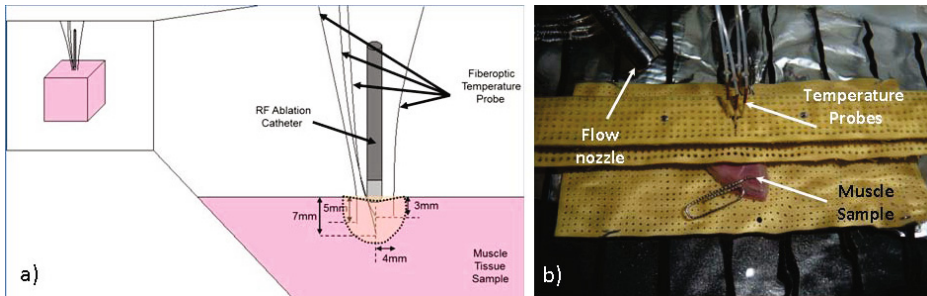 Fiberoptic
Temperature
Probe
RF Ablation
Catheter
5mm
7mm
3mm
4mm
Muscle
Tissue
Sample
a)
Temperature
Probes
Flow
nozzle
Muscle
Sample
b)